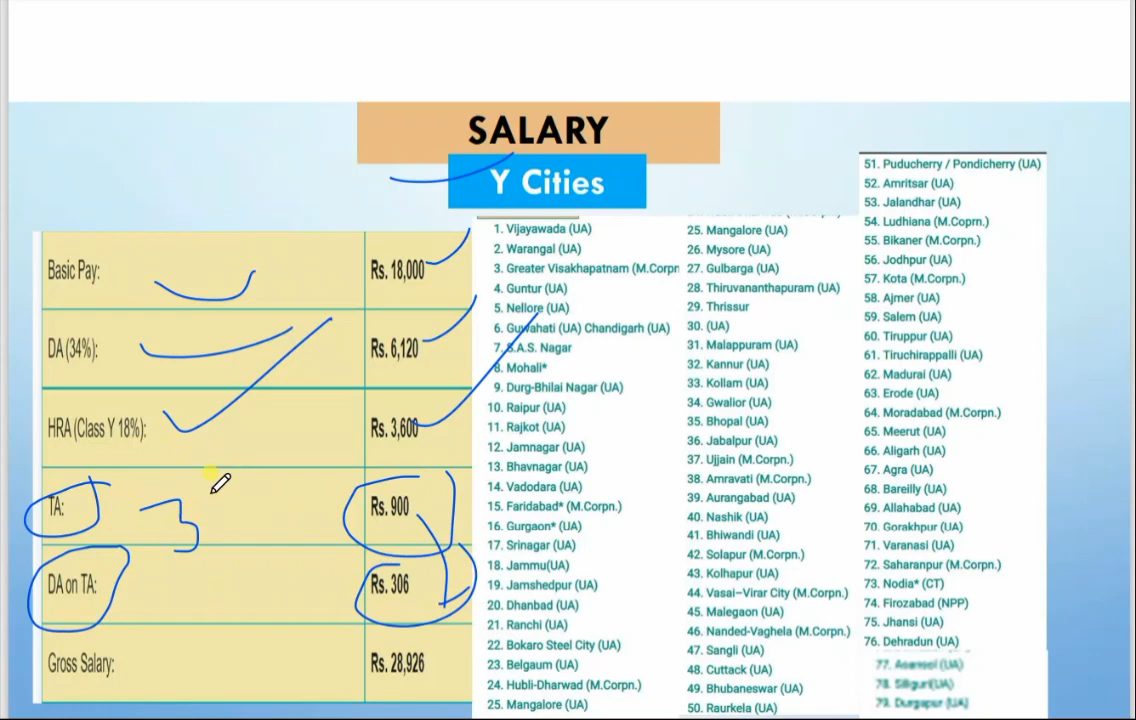 SALARY
Y Cities
Basic Pay:
Rs. 18,000
DA (34%):
Rs. 6,120
HRA (Class Y 18%):
Rs. 3,600
TA:
3
Rs. 900
DA on TA:
Rs. 306
Gross Salary:
Rs. 28,926
1. Vijayawada (UA)
2. Warangal (UA)
3. Greater Visakhapatnam (M.Corpn
4. Guntur (UA)
5. Nellore (UA)
6. Guwahati (UA) Chandigarh (UA)
7. S.A.S. Nagar
8. Mohali*
9. Durg-Bhilai Nagar (UA)
10. Raipur (UA)
11. Rajkot (UA)
12. Jamnagar (UA)
13. Bhavnagar (UA)
14. Vadodara (UA)
15. Faridabad* (M.Corpn.)
16. Gurgaon* (UA)
17. Srinagar (UA)
18. Jammu(UA)
19. Jamshedpur (UA)
20. Dhanbad (UA)
21. Ranchi (UA)
22. Bokaro Steel City (UA)
23. Belgaum (UA)
24. Hubli-Dharwad (M.Corpn.)
25. Mangalore (UA)
25. Mangalore (UA)
26. Mysore (UA)
27. Gulbarga (UA)
28. Thiruvananthapuram (UA)
29. Thrissur
30. (UA)
31. Malappuram (UA)
32. Kannur (UA)
33. Kollam (UA)
34. Gwalior (UA)
35. Bhopal (UA)
36. Jabalpur (UA)
37. Ujjain (M.Corpn.)
38. Amravati (M.Corpn.)
39. Aurangabad (UA)
40. Nashik (UA)
41. Bhiwandi (UA)
42. Solapur (M.Corpn.)
43. Kolhapur (UA)
44. Vasai–Virar City (M.Corpn.)
45. Malegaon (UA)
46. Nanded-Vaghela (M.Corpn.)
47. Sangli (UA)
48. Cuttack (UA)
49. Bhubaneswar (UA)
50. Raurkela (UA)
51. Puducherry / Pondicherry (UA)
52. Amritsar (UA)
53. Jalandhar (UA)
54. Ludhiana (M.Coprn.)
55. Bikaner (M.Corpn.)
56. Jodhpur (UA)
57. Kota (M.Corpn.)
58. Ajmer (UA)
59. Salem (UA)
60. Tiruppur (UA)
61. Tiruchirappalli (UA)
62. Madurai (UA)
63. Erode (UA)
64. Moradabad (M.Corpn.)
65. Meerut (UA)
66. Aligarh (UA)
67. Agra (UA)
68. Bareilly (UA)
69. Allahabad (UA)
70. Gorakhpur (UA)
71. Varanasi (UA)
72. Saharanpur (M.Corpn.)
73. Nodia* (CT)
74. Firozabad (NPP)
75. Jhansi (UA)
76. Dehradun (UA)
77. Asansol (UA)
78. Siliguri(UA)
79. Durgapur (UA)